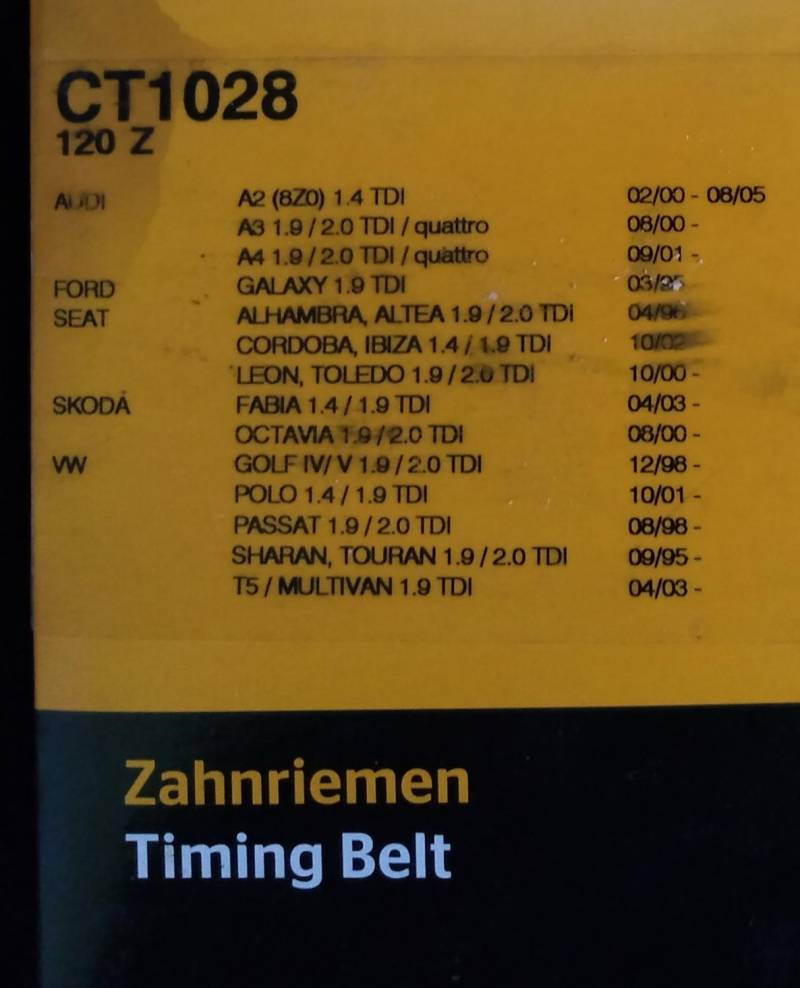 CT1028
120 Z
AUDI A2 (8Z0) 1.4 TDI 02/00 - 08/05
A3 1.9 / 2.0 TDI / quattro 08/00 -
A4 1.9 / 2.0 TDI / quattro 09/01 -
FORD GALAXY 1.9 TDI 03/95
SEAT ALHAMBRA, ALTEA 1.9 / 2.0 TDI 04/96
CORDOBA, IBIZA 1.4 / 1.9 TDI 10/02
LEON, TOLEDO 1.9 / 2.0 TDI 10/00 -
SKODA FABIA 1.4 / 1.9 TDI 04/03 -
OCTAVIA 1.9 / 2.0 TDI 08/00 -
VW GOLF IV/ V 1.9 / 2.0 TDI 12/98 -
POLO 1.4 / 1.9 TDI 10/01 -
PASSAT 1.9 / 2.0 TDI 08/98 -
SHARAN, TOURAN 1.9 / 2.0 TDI 09/95 -
T5 / MULTIVAN 1.9 TDI 04/03 -
Zahnriemen
Timing Belt